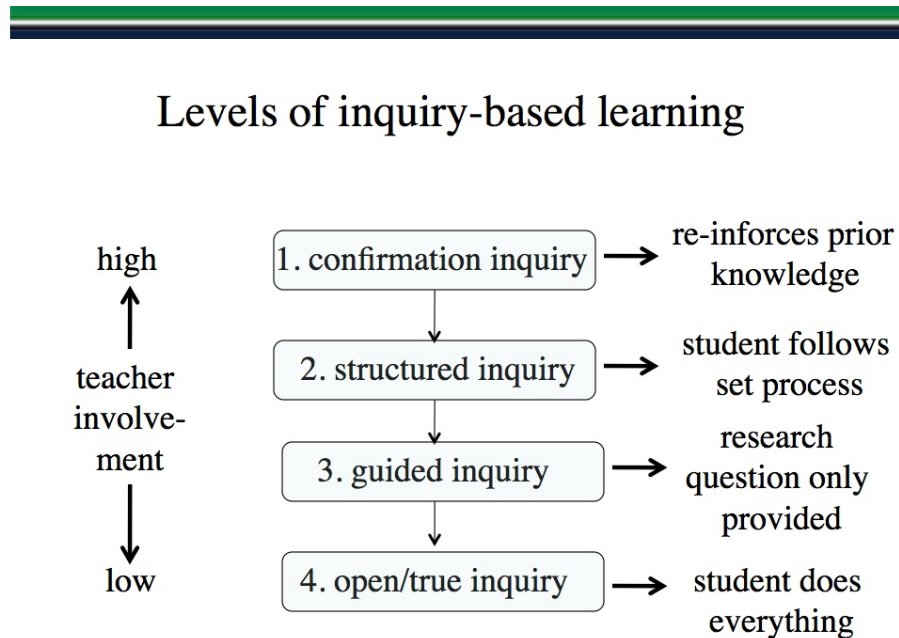 Levels of inquiry-based learning
high
teacher
involve-
ment
low
1. confirmation inquiry
re-inforces prior
knowledge
2. structured inquiry
student follows
set process
3. guided inquiry
research
question only
provided
4. open/true inquiry
student does
everything